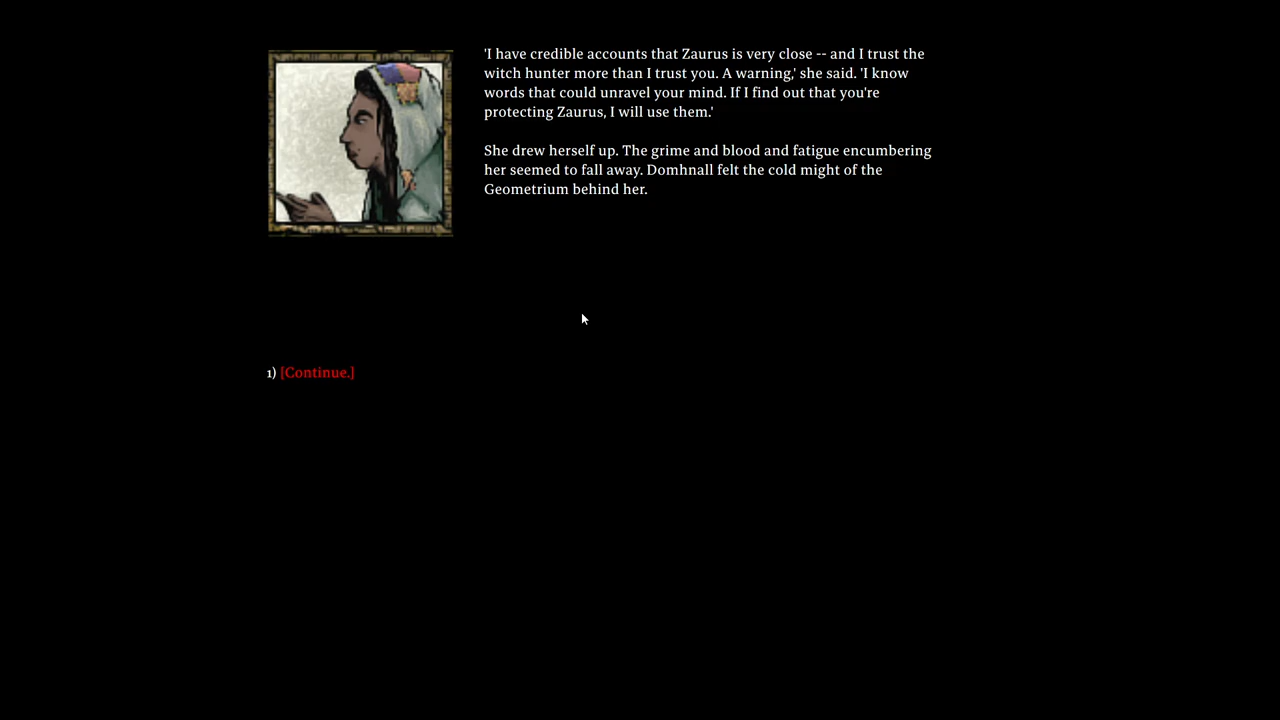 'I have credible accounts that Zaurus is very close -- and I trust the
witch hunter more than I trust you. A warning,' she said. 'I know
words that could unravel your mind. If I find out that you're
protecting Zaurus, I will use them.'
She drew herself up. The grime and blood and fatigue encumbering
her seemed to fall away. Domhnall felt the cold might of the
Geometrium behind her.
1) [Continue.]